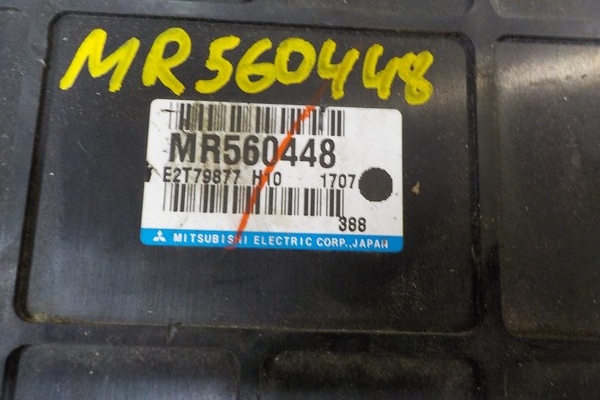 MR560448
MR560448
E2T79877 H10 1707
388
MITSUBISHI ELECTRIC CORP.,JAPAN